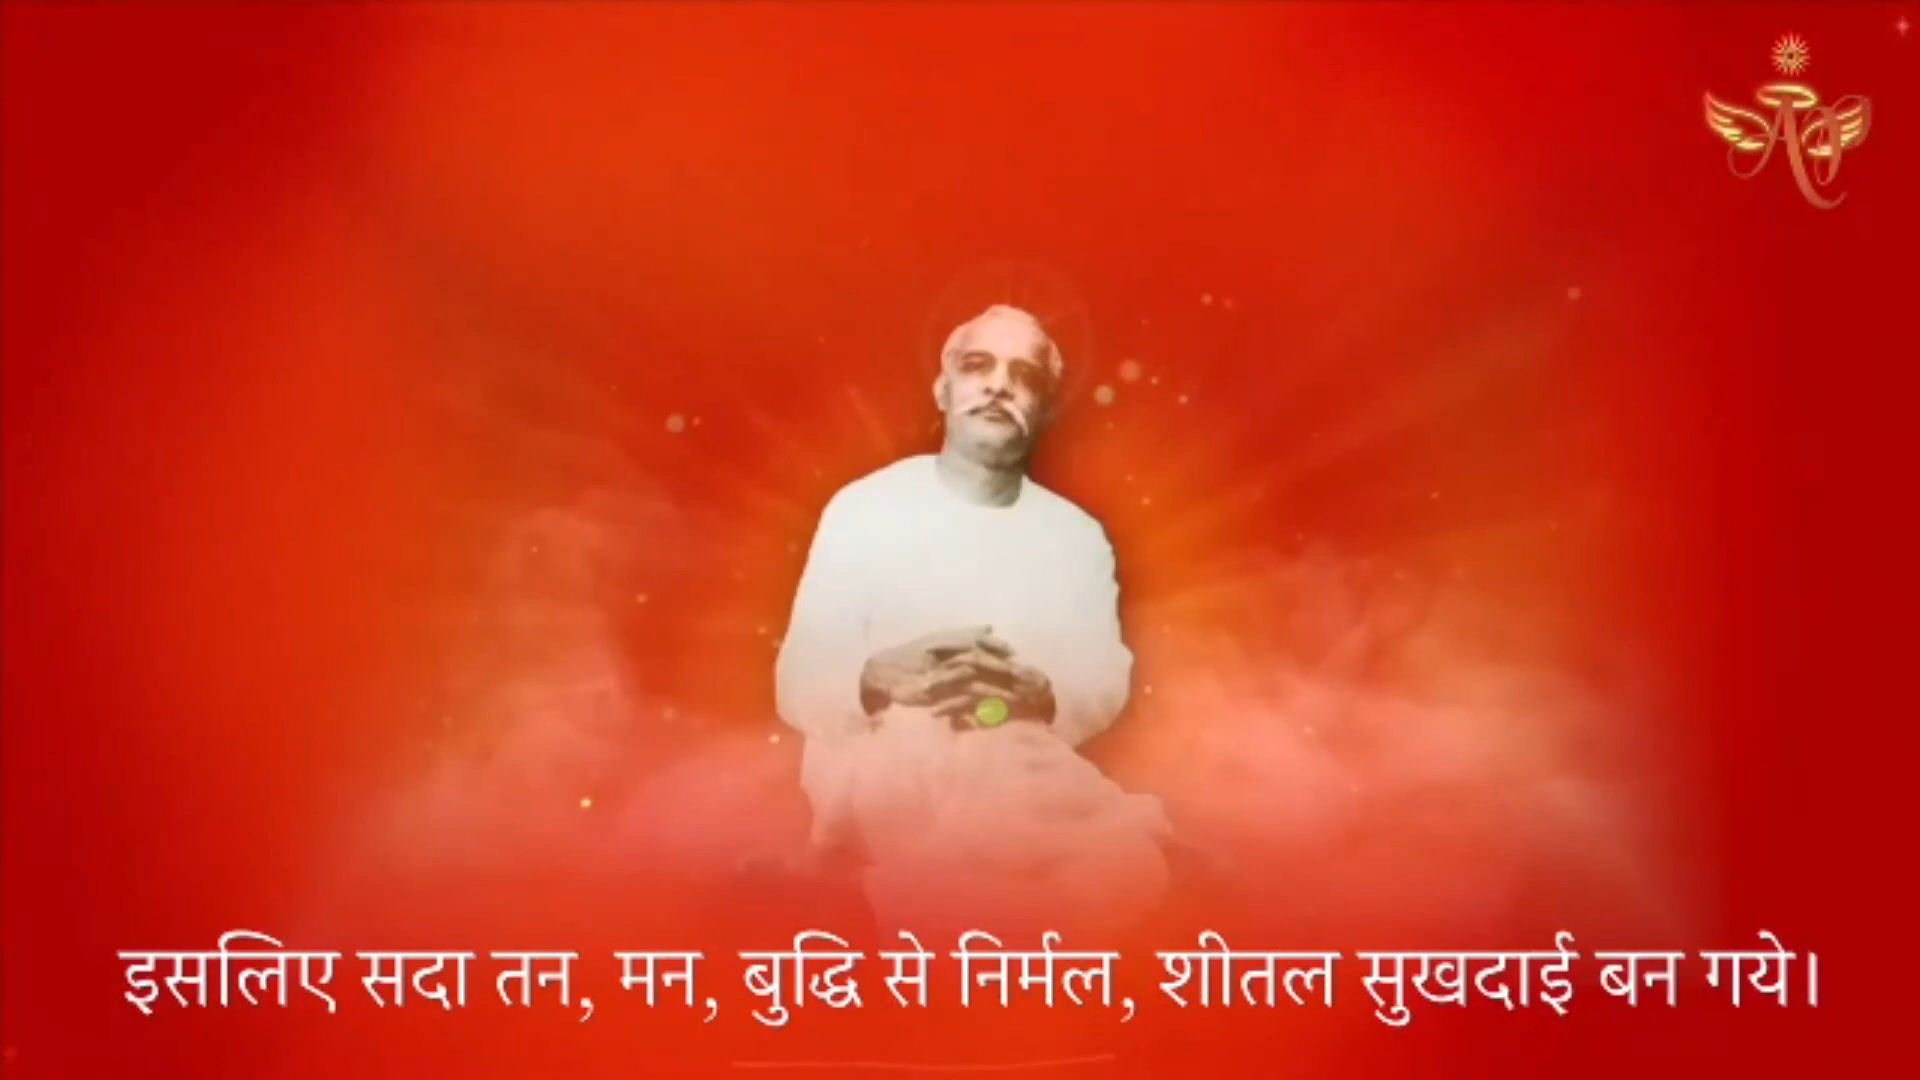 इसलिए सदा तन, मन, बुद्धि से निर्मल, शीतल सुखदाई बन गये।